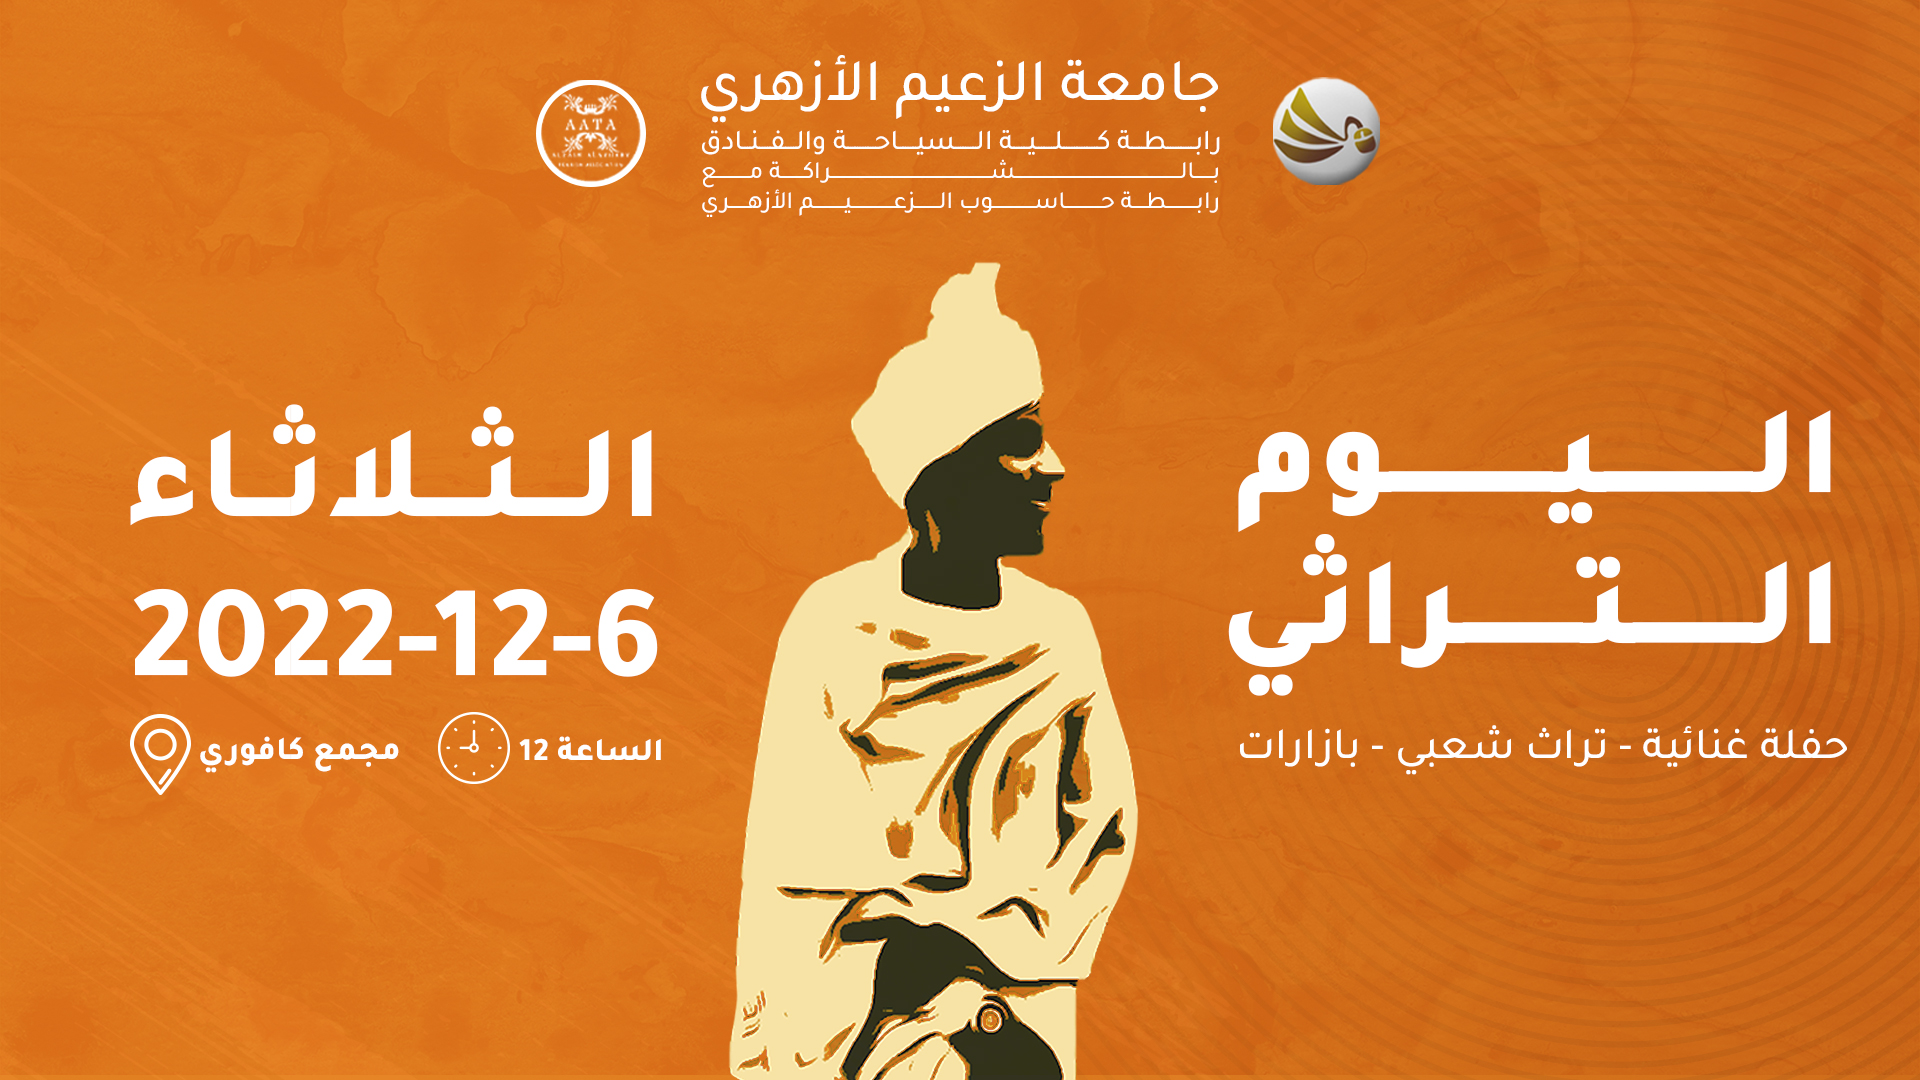 جامعة الزعيم الأزهري
رابطة كلية السياحة والفنادق
بالشراكة مع
رابطة حاسوب الزعيم الأزهري
AATA
اليوم
التراثي
حفلة غنائية - تراث شعبي - بازارات
الثلاثاء
2022-12-6
الساعة 12
مجمع كافوري